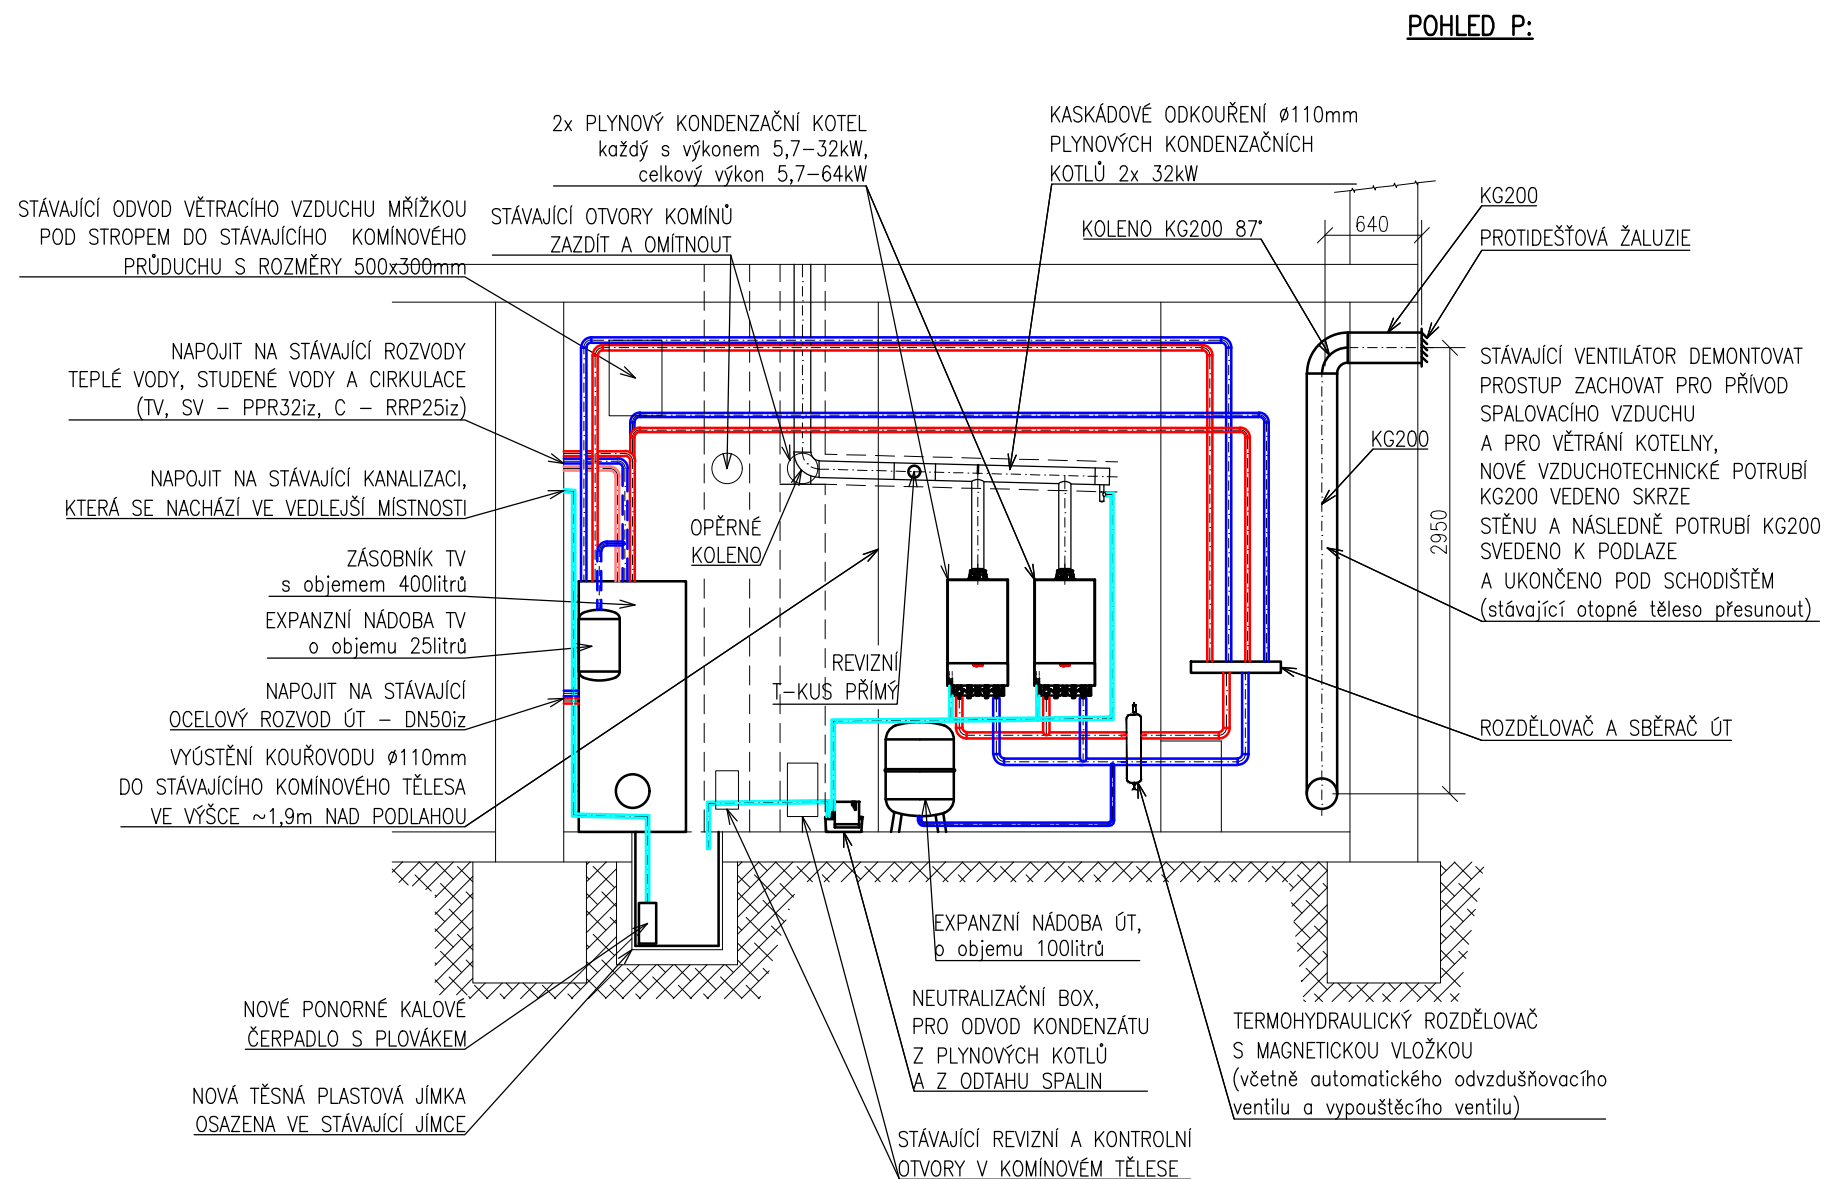 POHLED P:
2x PLYNOVÝ KONDENZAČNÍ KOTEL
každý s výkonem 5,7–32kW,
celkový výkon 5,7–64kW
KASKÁDOVÉ ODKOUŘENÍ ø110mm
PLYNOVÝCH KONDENZAČNÍCH
KOTLŮ 2x 32kW
STÁVAJÍCÍ ODVOD VĚTRACÍHO VZDUCHU MŘÍŽKOU
POD STROPEM DO STÁVAJÍCÍHO KOMÍNOVÉHO
PRŮDUCHU S ROZMĚRY 500x300mm
STÁVAJÍCÍ OTVORY KOMÍNŮ
ZAZDÍT A OMÍTNOUT
KOLENO KG200 87°
640
KG200
PROTIDEŠŤOVÁ ŽALUZIE
NAPOJIT NA STÁVAJÍCÍ ROZVODY
TEPLÉ VODY, STUDENÉ VODY A CIRKULACE
(TV, SV – PPR32iz, C – RRP25iz)
NAPOJIT NA STÁVAJÍCÍ KANALIZACI,
KTERÁ SE NACHÁZÍ VE VEDLEJŠÍ MÍSTNOSTI
ZÁSOBNÍK TV
s objemem 400litrů
EXPANZNÍ NÁDOBA TV
o objemu 25litrů
NAPOJIT NA STÁVAJÍCÍ
OCELOVÝ ROZVOD ÚT – DN50iz
VYÚSTĚNÍ KOUŘOVODU ø110mm
DO STÁVAJÍCÍHO KOMÍNOVÉHO TĚLESA
VE VÝŠCE ~1,9m NAD PODLAHOU
OPĚRNÉ
KOLENO
REVIZNÍ
T–KUS PŘÍMÝ
KG200
2950
STÁVAJÍCÍ VENTILÁTOR DEMONTOVAT
PROSTUP ZACHOVAT PRO PŘÍVOD
SPALOVACÍHO VZDUCHU
A PRO VĚTRÁNÍ KOTELNY,
NOVÉ VZDUCHOTECHNICKÉ POTRUBÍ
KG200 VEDENO SKRZE
STĚNU A NÁSLEDNĚ POTRUBÍ KG200
SVEDENO K PODLAZE
A UKONČENO POD SCHODIŠTĚM
(stávající otopné těleso přesunout)
ROZDĚLOVAČ A SBĚRAČ ÚT
NOVÉ PONORNÉ KALOVÉ
ČERPADLO S PLOVÁKEM
NOVÁ TĚSNÁ PLASTOVÁ JÍMKA
OSAZENA VE STÁVAJÍCÍ JÍMCE
EXPANZNÍ NÁDOBA ÚT,
o objemu 100litrů
NEUTRALIZAČNÍ BOX,
PRO ODVOD KONDENZÁTU
Z PLYNOVÝCH KOTLŮ
A Z ODTAHU SPALIN
STÁVAJÍCÍ REVIZNÍ A KONTROLNÍ
OTVORY V KOMÍNOVÉM TĚLESE
TERMOHYDRAULICKÝ ROZDĚLOVAČ
S MAGNETICKOU VLOŽKOU
(včetně automatického odvzdušňovacího
ventilu a vypouštěcího ventilu)